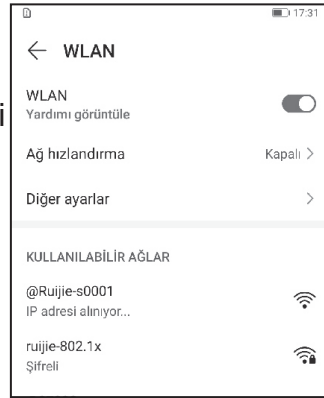 17:31
WLAN
WLAN
Yardımı görüntüle
i
Ağ hızlandırma Kapalı
Diğer ayarlar
KULLANILABİLİR AĞLAR
@Ruijie-s0001
IP adresi alınıyor...
ruijie-802.1x
Şifreli